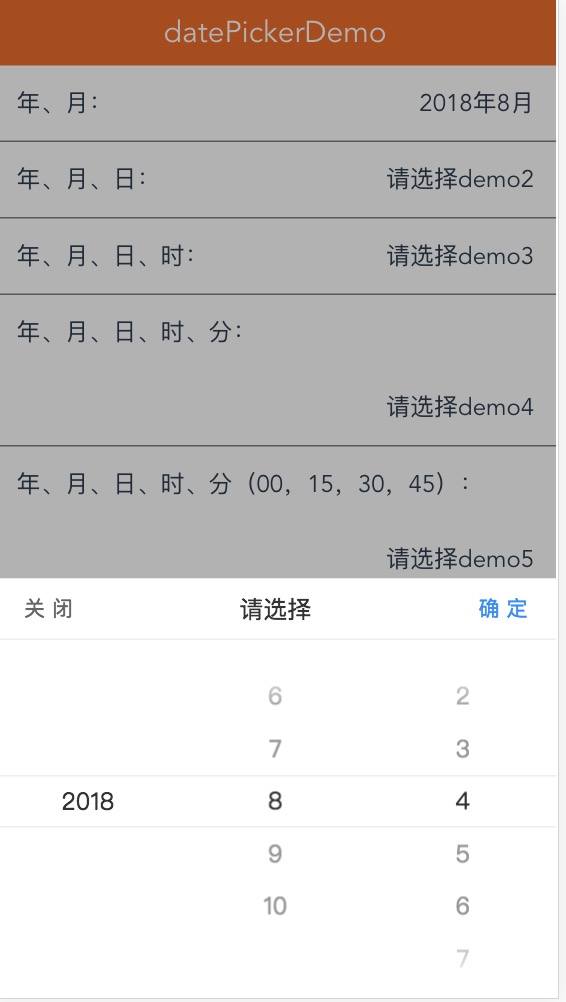 datePickerDemo
年、月： 2018年8月
年、月、日： 请选择demo2
年、月、日、时： 请选择demo3
年、月、日、时、分：
请选择demo4
年、月、日、时、分（00，15，30，45）：
请选择demo5
关 闭 请选择 确 定
6 2
7 3
2018 8 4
9 5
10 6
7